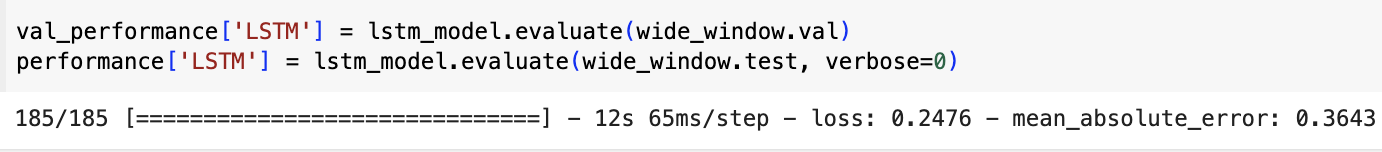 val_performance['LSTM'] = lstm_model.evaluate(wide_window.val)
performance['LSTM'] = lstm_model.evaluate(wide_window.test, verbose=0)
185/185 [==============================] - 12s 65ms/step - loss: 0.2476 - mean_absolute_error: 0.3643